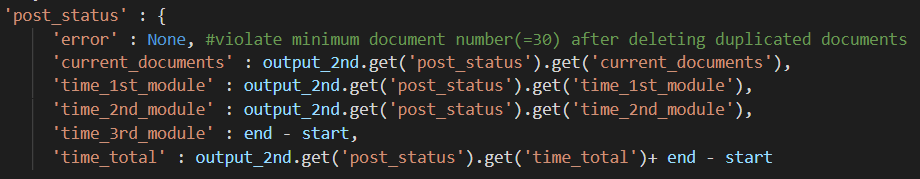 'post_status' : {
'error' : None, #violate minimum document number(=30) after deleting duplicated documents
'current_documents' : output_2nd.get('post_status').get('current_documents'),
'time_1st_module' : output_2nd.get('post_status').get('time_1st_module'),
'time_2nd_module' : output_2nd.get('post_status').get('time_2nd_module'),
'time_3rd_module' : end - start,
'time_total' : output_2nd.get('post_status').get('time_total')+ end - start